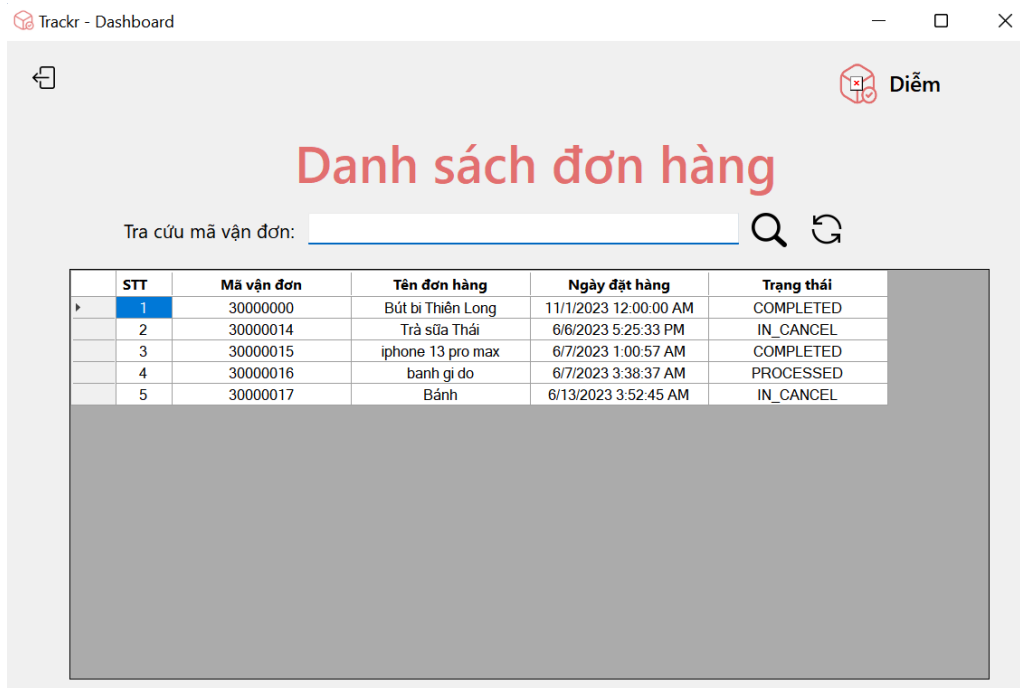 Trackr - Dashboard
Diễm
Danh sách đơn hàng
Tra cứu mã vận đơn:
STT Mã vận đơn Tên đơn hàng Ngày đặt hàng Trạng thái
1 30000000 Bút bi Thiên Long 11/1/2023 12:00:00 AM COMPLETED
2 30000014 Trà sữa Thái 6/6/2023 5:25:33 PM IN_CANCEL
3 30000015 iphone 13 pro max 6/7/2023 1:00:57 AM COMPLETED
4 30000016 banh gi do 6/7/2023 3:38:37 AM PROCESSED
5 30000017 Bánh 6/13/2023 3:52:45 AM IN_CANCEL